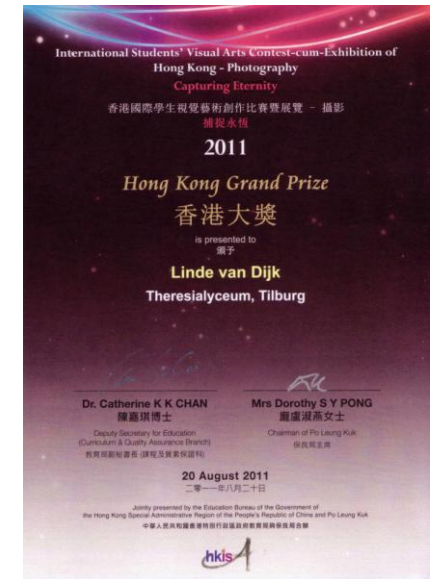 International Students' Visual Arts Contest-cum-Exhibition of
Hong Kong - Photography
Capturing Eternity
香港國際學生視覺藝術創作比賽暨展覽 - 攝影
捕捉永恆
2011
Hong Kong Grand Prize
香港大獎
is presented to
頒予
Linde van Dijk
Theresialyceum, Tilburg
Dr. Catherine K K CHAN
陳嘉琪博士
Deputy Secretary for Education
(Curriculum & Quality Assurance Branch)
教育局副秘書長 (課程及質素保證科)
Mrs Dorothy S Y PONG
龐盧淑燕女士
Chairman of Po Leung Kuk
保良局主席
20 August 2011
二零一一年八月二十日
Jointly presented by the Education Bureau of the Government of
the Hong Kong Special Administrative Region of the People's Republic of China and Po Leung Kuk
中華人民共和國香港特別行政區政府教育局與保良局合辦
hkisA